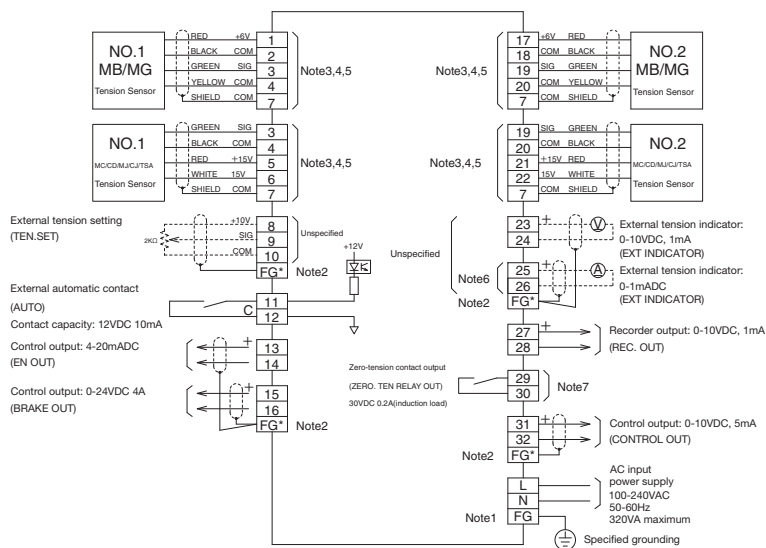 NO.1
MB/MG
Tension Sensor
RED +6V 1
BLACK COM 2
GREEN SIG 3
YELLOW COM 4
SHIELD COM 7
Note3,4,5
NO.1
MC/CD/MJ/CJ/TSA
Tension Sensor
GREEN SIG 3
BLACK COM 4
RED +15V 5
WHITE 15V 6
SHIELD COM 7
Note3,4,5
External tension setting
(TEN.SET)
2KΩ
+10V 8
SIG 9
COM 10
FG* Note2
Unspecified
+12V
External automatic contact
(AUTO)
Contact capacity: 12VDC 10mA
11
C 12
Control output: 4-20mADC
(EN OUT)
+ 13
14
Control output: 0-24VDC 4A
(BRAKE OUT)
+ 15
16
FG* Note2
Note3,4,5
17 +6V RED
18 COM BLACK
19 SIG GREEN
20 COM YELLOW
7 COM SHIELD
NO.2
MB/MG
Tension Sensor
Note3,4,5
19 SIG GREEN
20 COM BLACK
21 +15V RED
22 15V WHITE
7 COM SHIELD
NO.2
MC/CD/MJ/CJ/TSA
Tension Sensor
Unspecified
23 + V
24
External tension indicator:
0-10VDC, 1mA
(EXT INDICATOR)
Note6
25 + A
26
Note2 FG*
External tension indicator:
0-1mADC
(EXT INDICATOR)
27 +
28
Recorder output: 0-10VDC, 1mA
(REC. OUT)
Zero-tension contact output
(ZERO. TEN RELAY OUT)
30VDC 0.2A(induction load)
29
30
Note7
31 +
32
Note2 FG*
Control output: 0-10VDC, 5mA
(CONTROL OUT)
L
N
Note1 FG
AC input
power supply
100-240VAC
50-60Hz
320VA maximum
Specified grounding